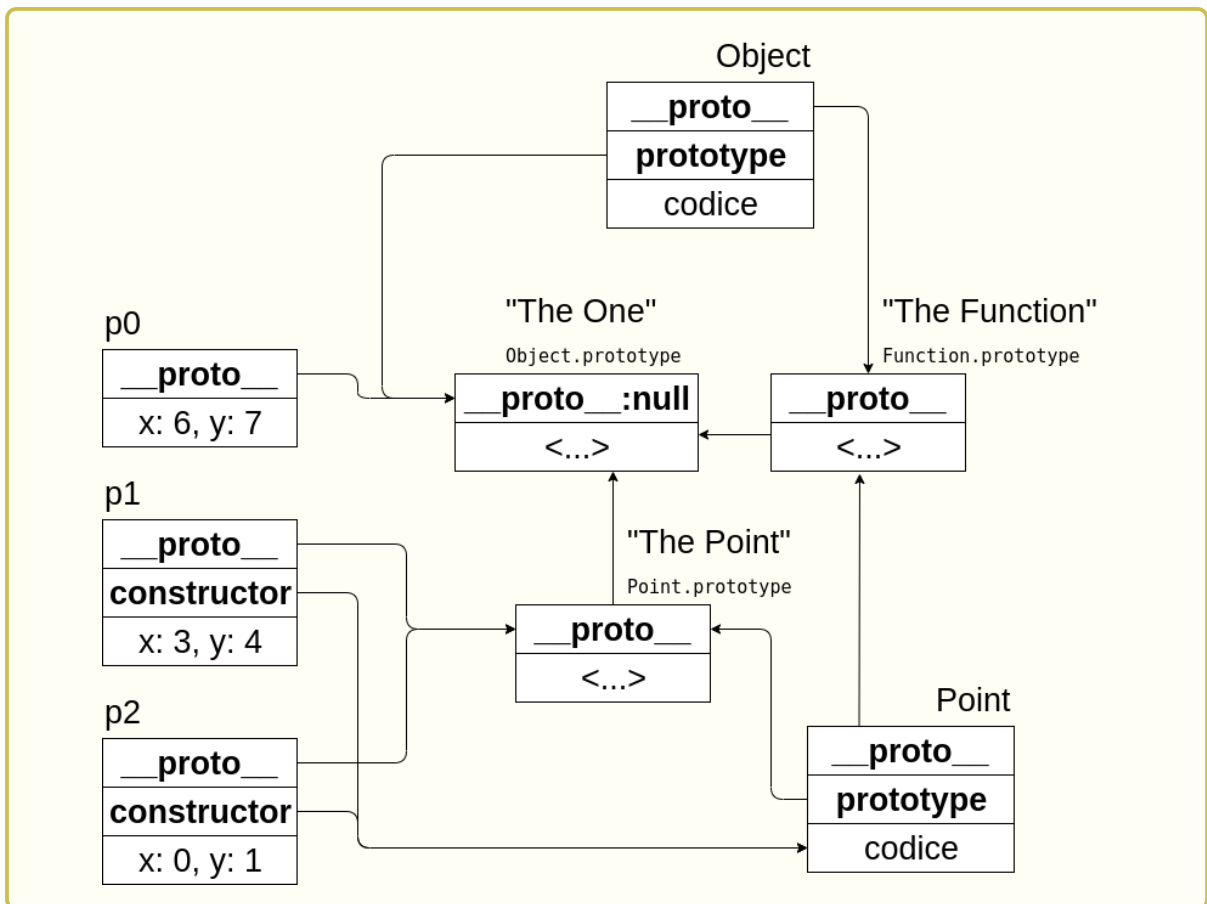 Object
__proto__
prototype
codice
"The One"
Object.prototype
__proto__:null
<...>
"The Function"
Function.prototype
__proto__
<...>
p0
__proto__
x: 6, y: 7
p1
__proto__
constructor
x: 3, y: 4
"The Point"
Point.prototype
__proto__
<...>
p2
__proto__
constructor
x: 0, y: 1
Point
__proto__
prototype
codice